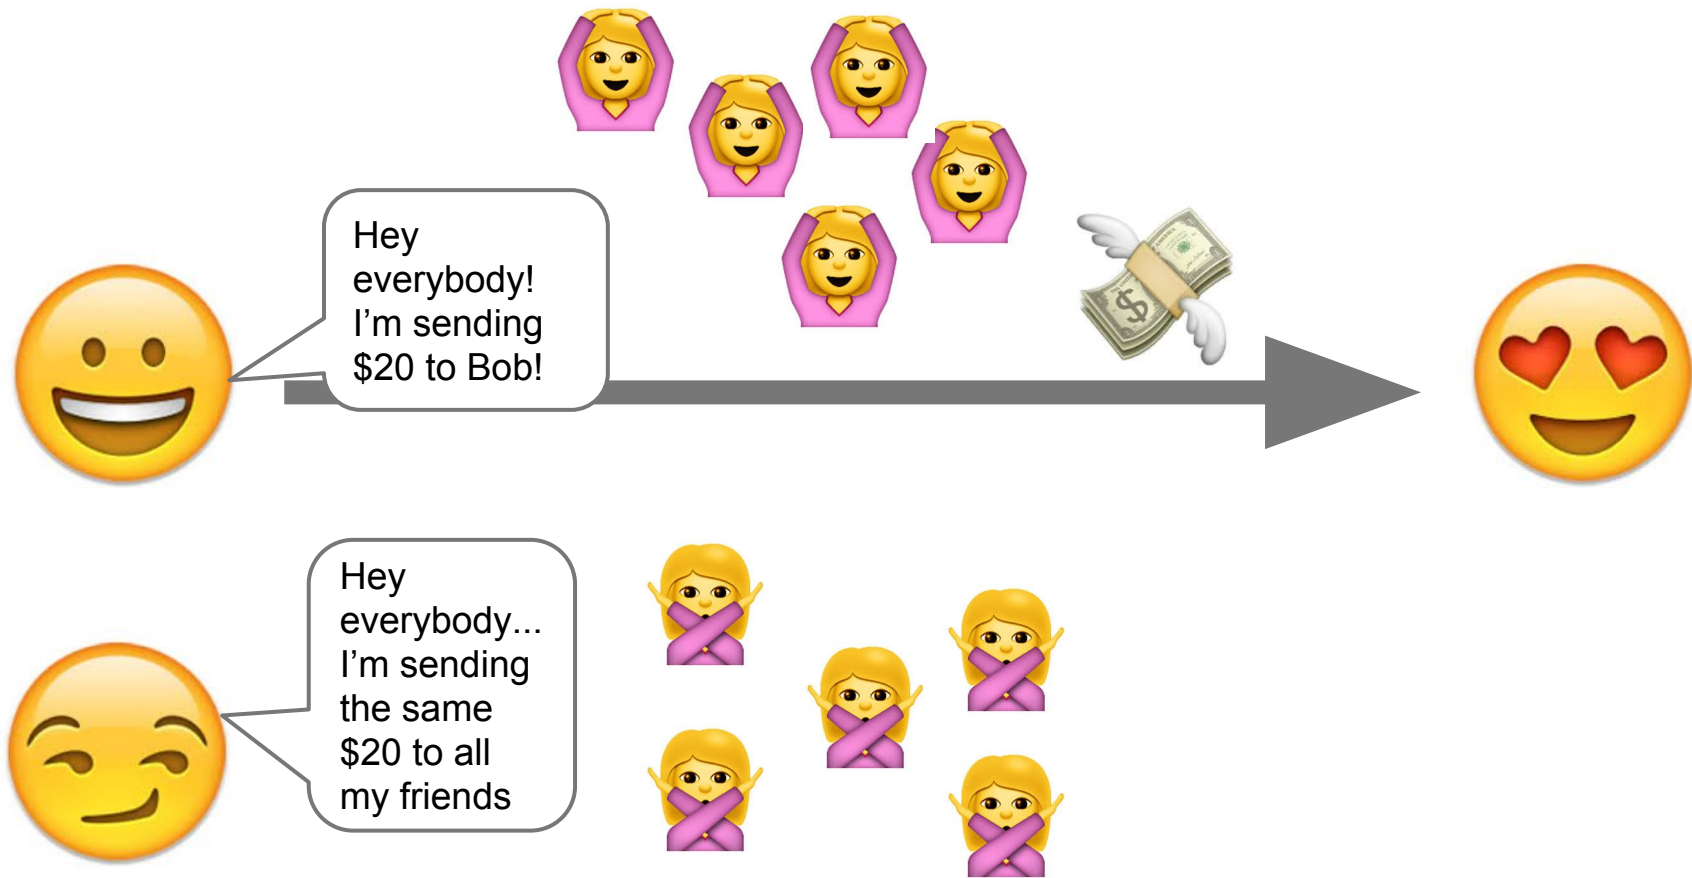 Hey
everybody!
I'm sending
$20 to Bob!
Hey
everybody...
I'm sending
the same
$20 to all
my friends